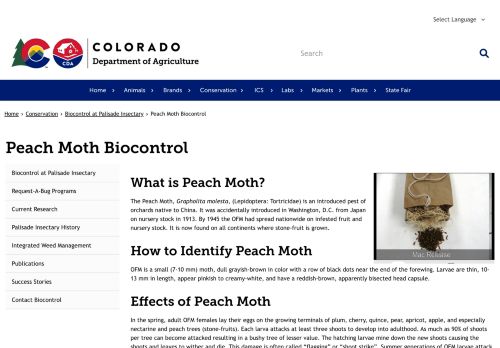 Select Language
COLORADO
Department of Agriculture
CDA
Search
Home
Animals
Brands
Conservation
ICS
Labs
Markets
Plants
State Fair
Home › Conservation › Biocontrol at Palisade Insectary › Peach Moth Biocontrol
Peach Moth Biocontrol
Biocontrol at Palisade Insectary
Request-A-Bug Programs
Current Research
Palisade Insectary History
Integrated Weed Management
Publications
Success Stories
Contact Biocontrol
What is Peach Moth?
The Peach Moth, Grapholita molesta, (Lepidoptera: Tortricidae) is an introduced pest of
orchards native to China. It was accidentally introduced in Washington, D.C. from Japan
on nursery stock in 1913. By 1945 the OFM had spread nationwide on infested fruit and
nursery stock. It is now found on all continents where stone-fruit is grown.
Mac Release
How to Identify Peach Moth
OFM is a small (7-10 mm) moth, dull grayish-brown in color with a row of black dots near the end of the forewing. Larvae are thin, 10-
13 mm in length, appear pinkish to creamy-white, and have a reddish-brown, apparently bisected head capsule.
Effects of Peach Moth
In the spring, adult OFM females lay their eggs on the growing terminals of plum, cherry, quince, pear, apricot, apple, and especially
nectarine and peach trees (stone-fruits). Each larva attacks at least three shoots to develop into adulthood. As much as 90% of shoots
per tree can become attacked resulting in a bushy tree of lesser value. The hatchling larvae mine down the new shoots causing the
shoots and leaves to wither and die. This damage is often called "flagging" or "shoot strike". Summer generations of OFM larvae attack